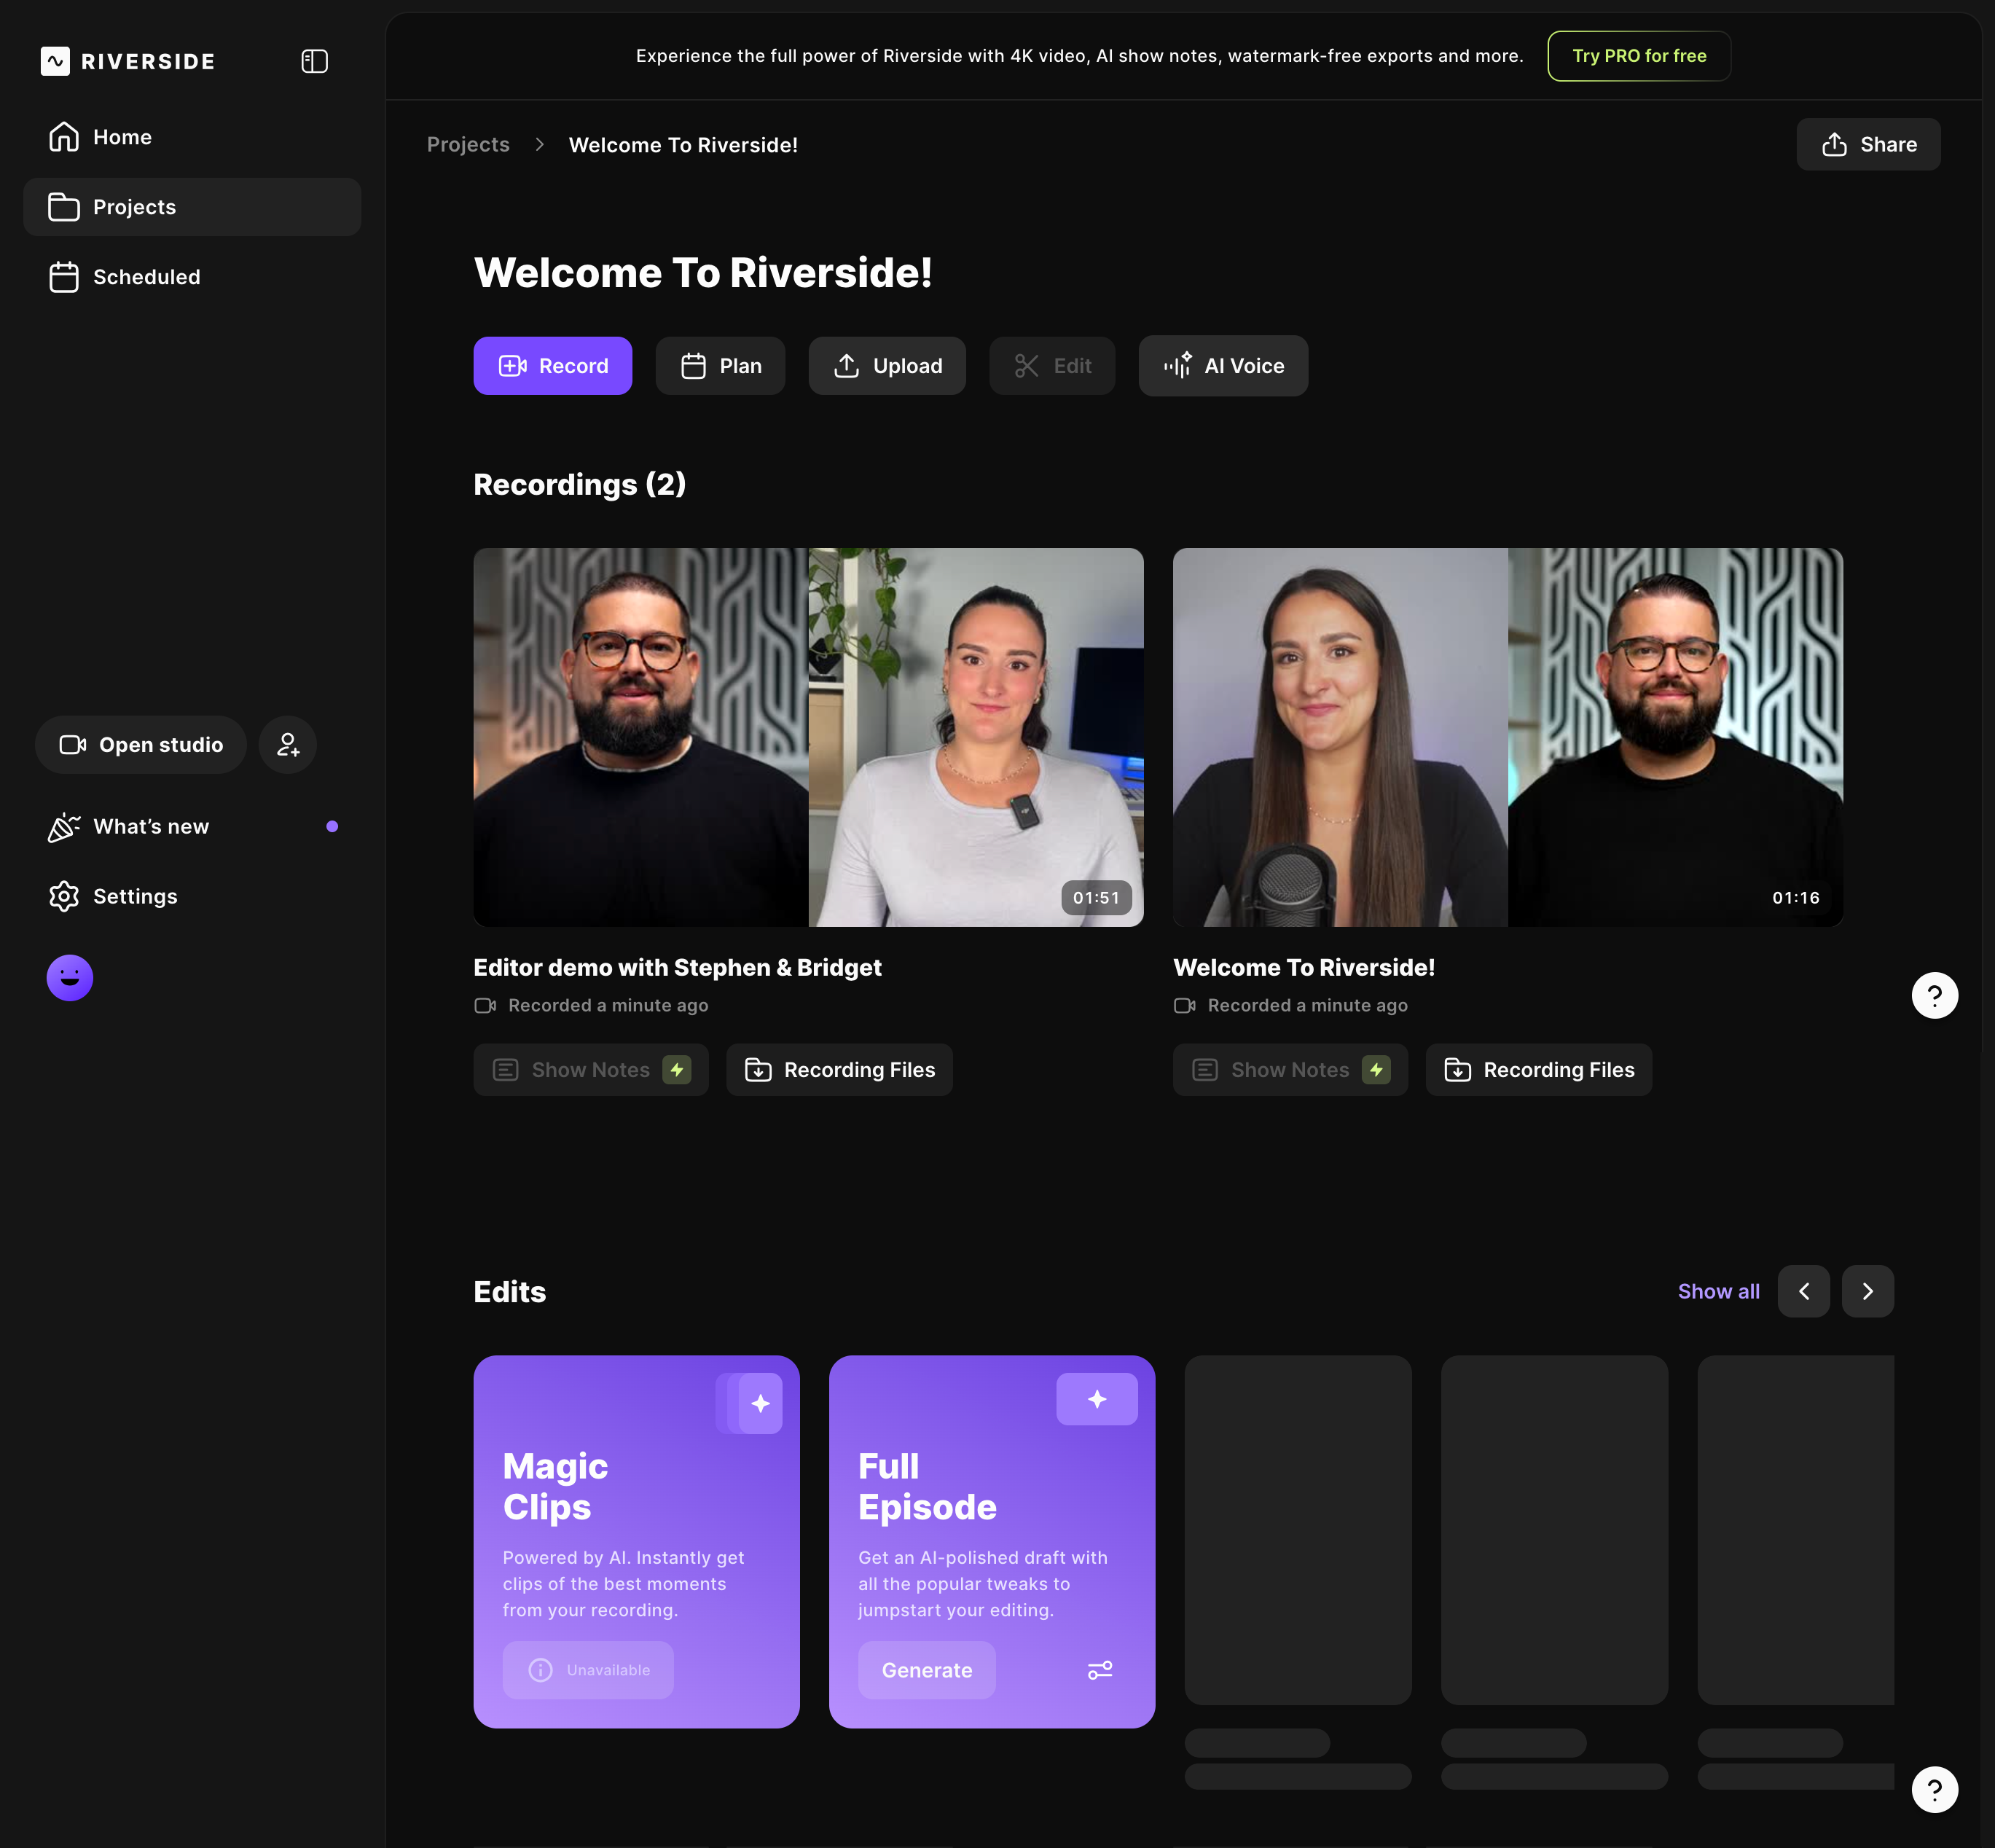 RIVERSIDE
Home
Projects
Scheduled
Open studio
What's new
Settings
Experience the full power of Riverside with 4K video, AI show notes, watermark-free exports and more.
Try PRO for free
Projects
Welcome To Riverside!
Share
Welcome To Riverside!
Record
Plan
Upload
Edit
AI Voice
Recordings (2)
01:51
01:16
Editor demo with Stephen & Bridget
Recorded a minute ago
Show Notes
Recording Files
Welcome To Riverside!
Recorded a minute ago
Show Notes
Recording Files
?
Edits
Show all
Magic
Clips
Powered by AI. Instantly get
clips of the best moments
from your recording.
Unavailable
Full
Episode
Get an AI-polished draft with
all the popular tweaks to
jumpstart your editing.
Generate
?